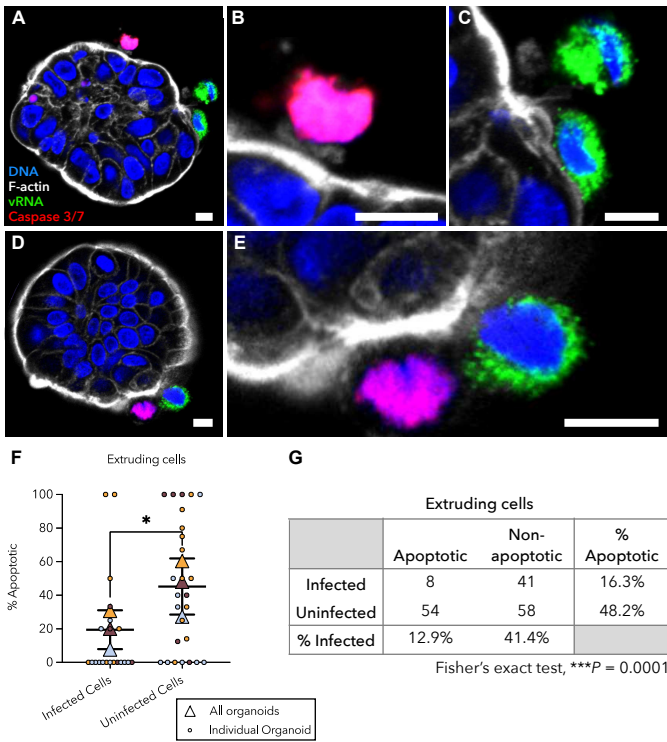 A
B
C
DNA
F-actin
vRNA
Caspase 3/7
D
E
F
Extruding cells
% Apoptotic
100
80
60
40
20
0
*
Infected Cells
Uninfected Cells
All organoids
Individual Organoid
G
Extruding cells
Apoptotic
Non-
apoptotic
%
Apoptotic
Infected 8 41 16.3%
Uninfected 54 58 48.2%
% Infected 12.9% 41.4%
Fisher's exact test, ***P = 0.0001